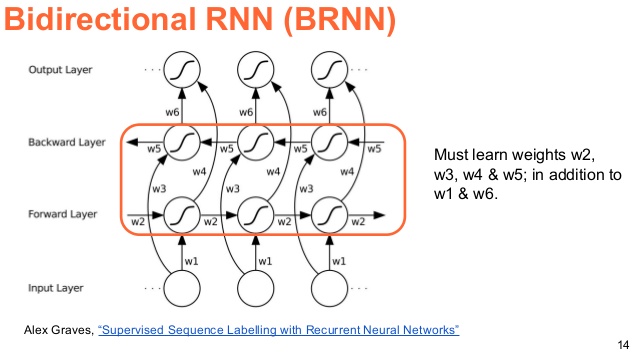 Bidirectional RNN (BRNN)
Output Layer
w6 w6 w6
Backward Layer
w5 w5 w5 w5
w4 w4 w4
w3 w3 w3
Forward Layer
w2 w2 w2 w2
w1 w1 w1
Input Layer
Must learn weights w2,
w3, w4 & w5; in addition to
w1 & w6.
Alex Graves, “Supervised Sequence Labelling with Recurrent Neural Networks”
14